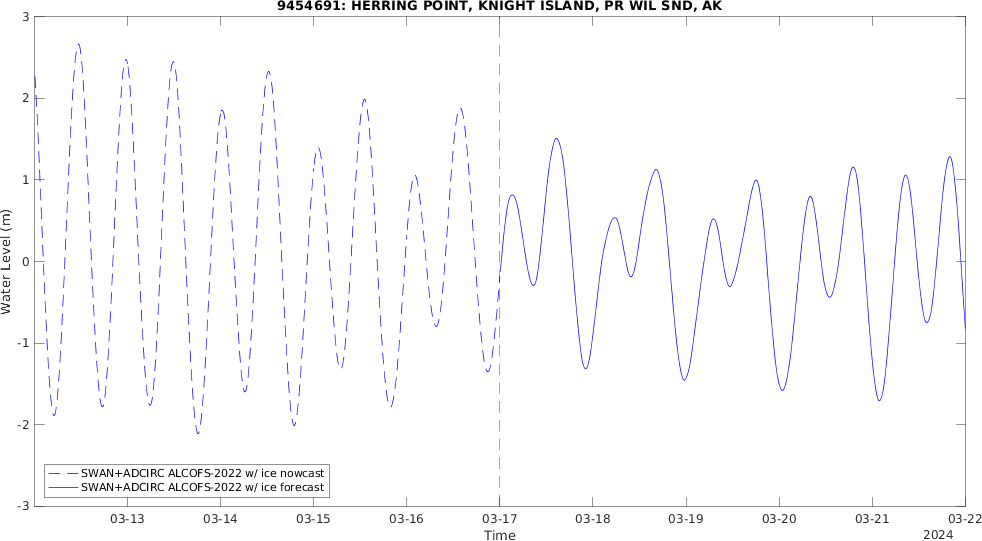 9454691: HERRING POINT, KNIGHT ISLAND, PR WIL SND, AK
3
2
1
0
-1
-2
-3
Water Level (m)
SWAN+ADCIRC ALCOFS-2022 w/ ice nowcast
SWAN+ADCIRC ALCOFS-2022 w/ ice forecast
03-13 03-14 03-15 03-16 03-17 03-18 03-19 03-20 03-21 03-22
Time
2024